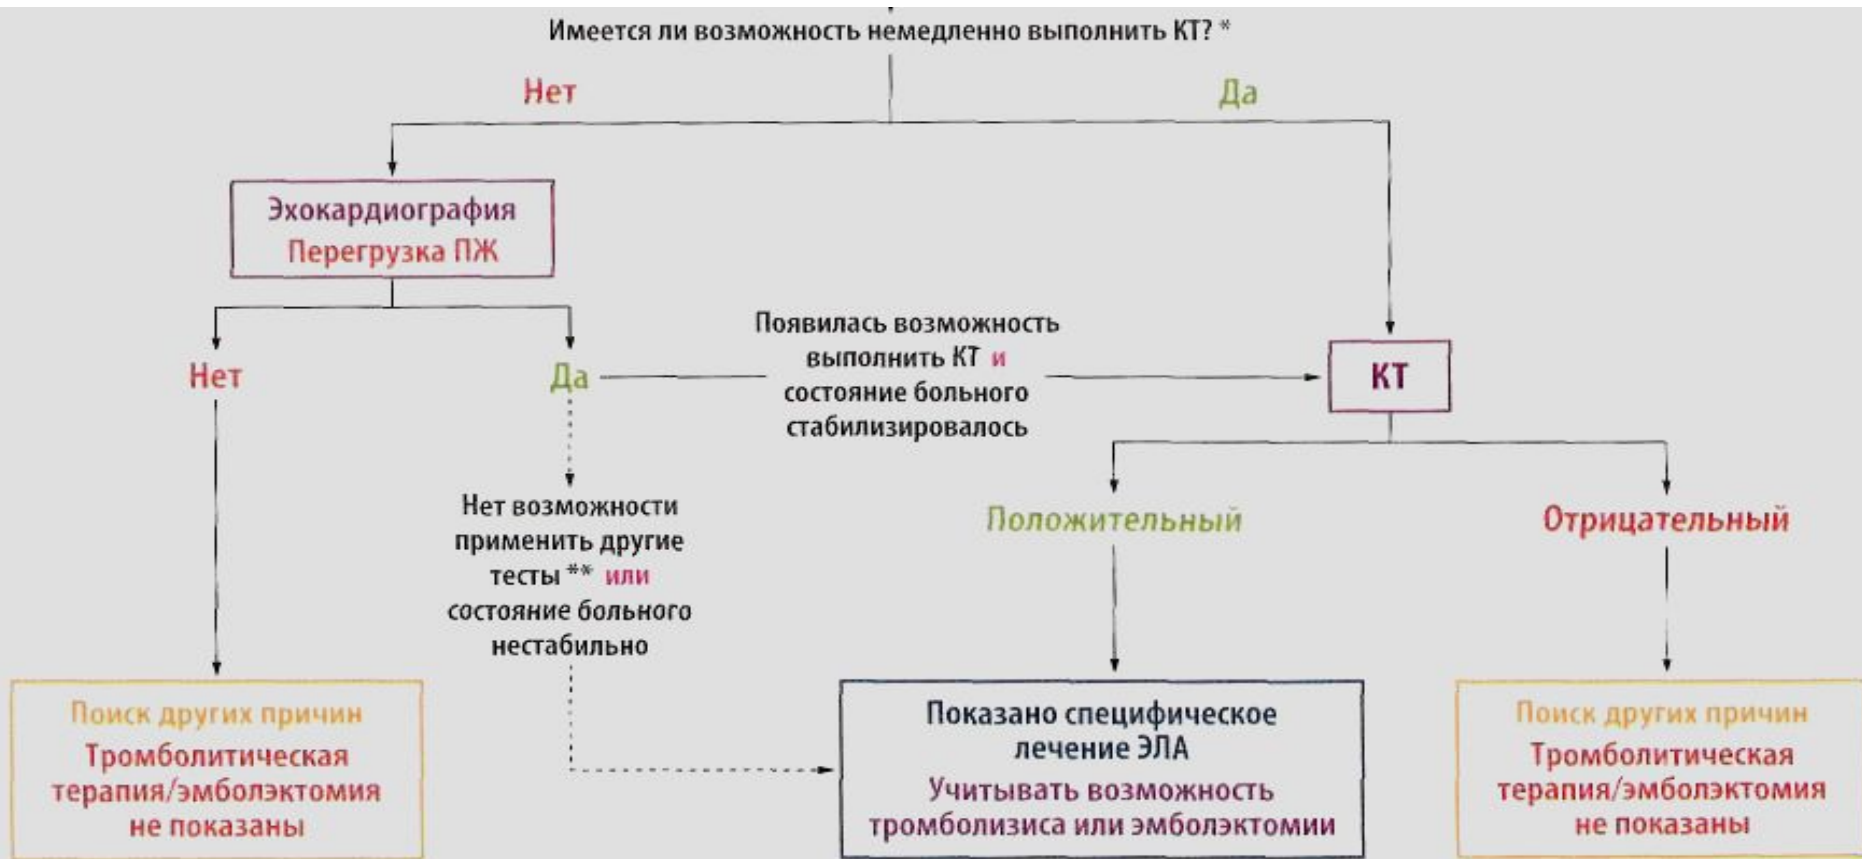 Имеется ли возможность немедленно выполнить КТ? *
Нет
Да
Эхокардиография
Перегрузка ПЖ
Нет
Да
Появилась возможность
выполнить КТ и
состояние больного
стабилизировалось
КТ
Нет возможности
применить другие
тесты ** или
состояние больного
нестабильно
Положительный
Отрицательный
Поиск других причин
Тромболитическая
терапия/эмболэктомия
не показаны
Показано специфическое
лечение ЭЛА
Учитывать возможность
тромболизиса или эмболэктомии
Поиск других причин
Тромболитическая
терапия/эмболэктомия
не показаны